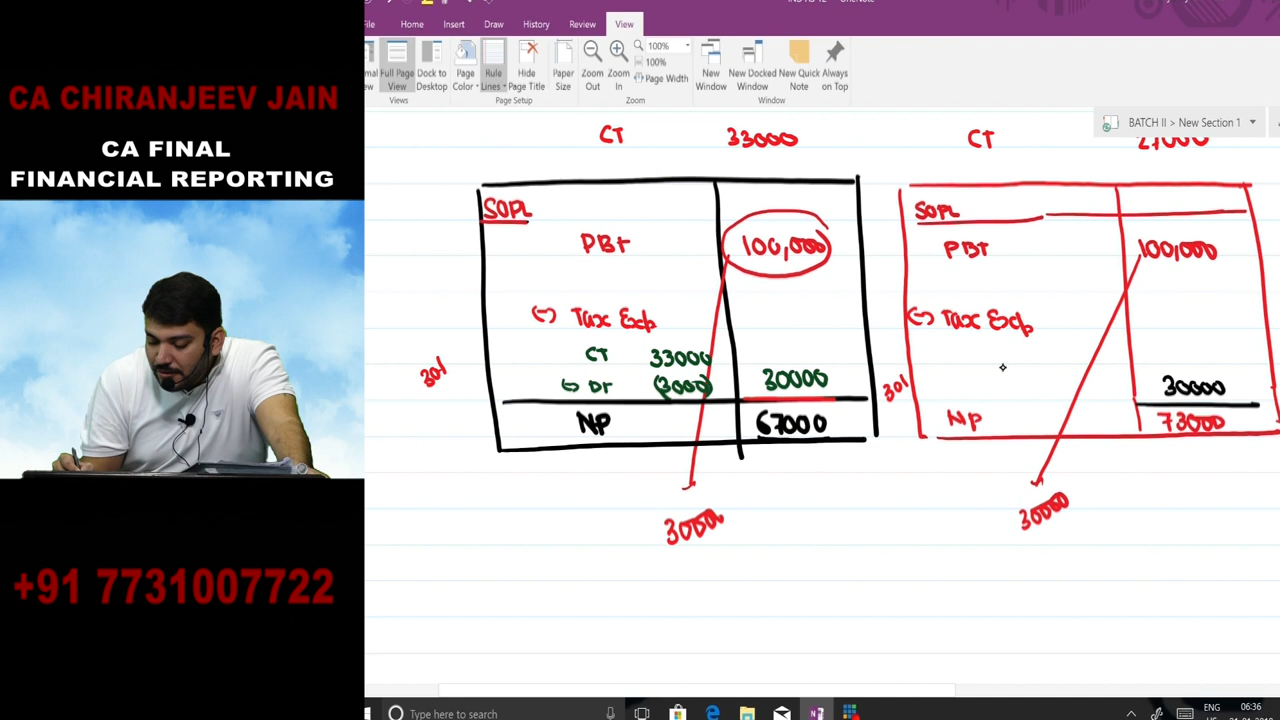 CA CHIRANJEEV JAIN
CA FINAL
FINANCIAL REPORTING
+91 7731007722
Home Insert Draw History Review View
Full Page View
Dock to Desktop
Page Color
Rule Lines
Hide Page Title
Paper Size
Zoom Out
Zoom In
100%
100%
Page Width
New Window
New Docked Window
New Quick Note
Always on Top
Views Page Setup Zoom Window
BATCH II > New Section 1
CT 33000
SOPL
PBT 100,000
(-) Tax Exp
CT 33000
(-) DT (3000) 30000
30%
NP 67000
30000
CT 27000
SOPL
PBT 100,000
(-) Tax Exp
30%
30000
NP 73000
30000
Type here to search
ENG
06:36